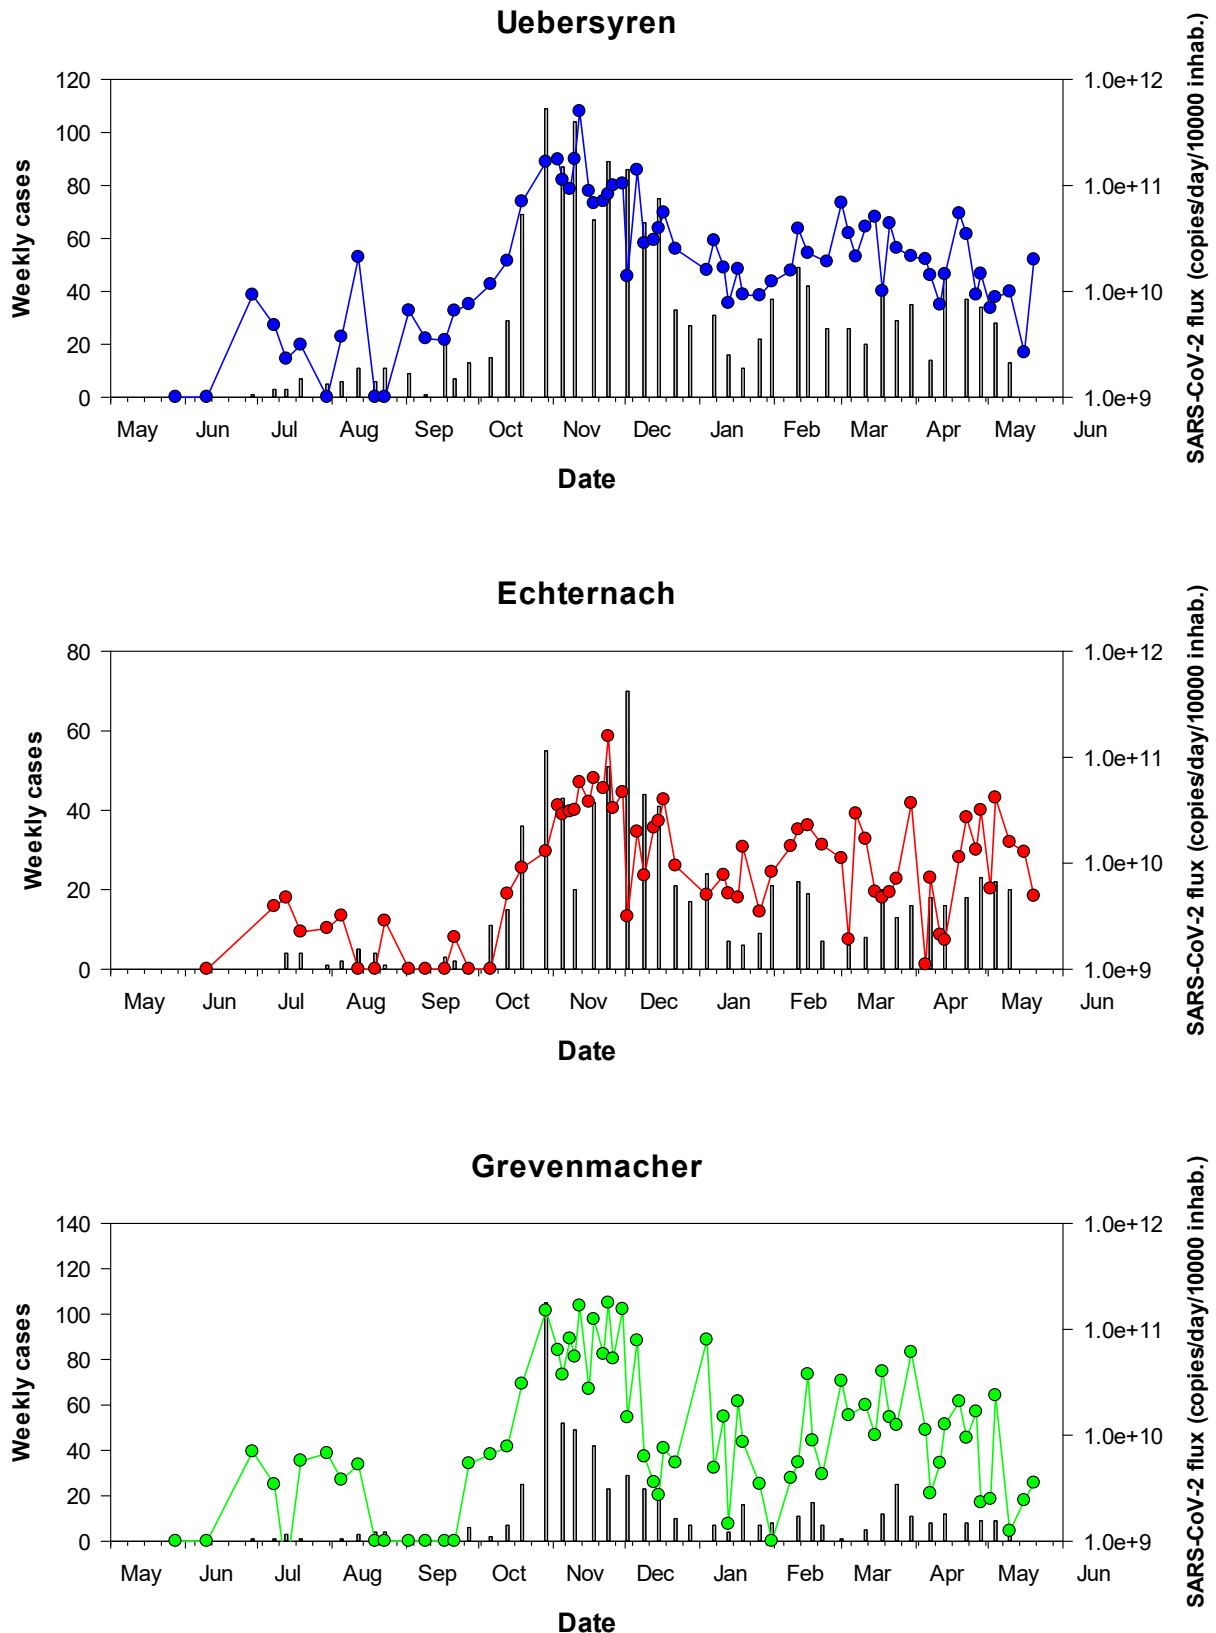 Uebersyren
Weekly cases
120
100
80
60
40
20
0
1.0e+12
1.0e+11
1.0e+10
1.0e+9
SARS-CoV-2 flux (copies/day/10000 inhab.)
May Jun Jul Aug Sep Oct Nov Dec Jan Feb Mar Apr May Jun
Date
Echternach
Weekly cases
80
60
40
20
0
1.0e+12
1.0e+11
1.0e+10
1.0e+9
SARS-CoV-2 flux (copies/day/10000 inhab.)
May Jun Jul Aug Sep Oct Nov Dec Jan Feb Mar Apr May Jun
Date
Grevenmacher
Weekly cases
140
120
100
80
60
40
20
0
1.0e+12
1.0e+11
1.0e+10
1.0e+9
SARS-CoV-2 flux (copies/day/10000 inhab.)
May Jun Jul Aug Sep Oct Nov Dec Jan Feb Mar Apr May Jun
Date